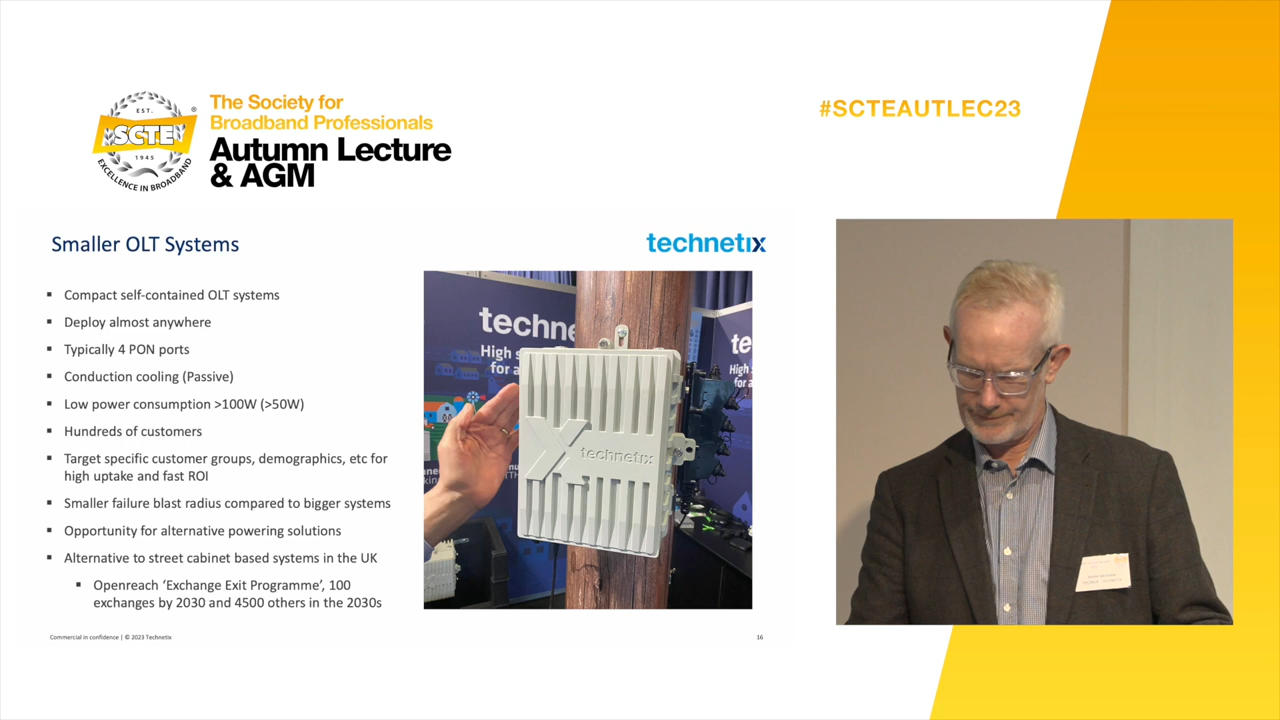 EST.
SCTE
®
1945
EXCELLENCE IN BROADBAND
The Society for
Broadband Professionals
Autumn Lecture
& AGM
#SCTEAUTLEC23
Smaller OLT Systems
technetix
▪ Compact self-contained OLT systems
▪ Deploy almost anywhere
▪ Typically 4 PON ports
▪ Conduction cooling (Passive)
▪ Low power consumption >100W (>50W)
▪ Hundreds of customers
▪ Target specific customer groups, demographics, etc for
high uptake and fast ROI
▪ Smaller failure blast radius compared to bigger systems
▪ Opportunity for alternative powering solutions
▪ Alternative to street cabinet based systems in the UK
▪ Openreach ‘Exchange Exit Programme’, 100
exchanges by 2030 and 4500 others in the 2030s
techne
High s
for a
te
High
for a
technetix
Commercial in confidence | © 2023 Technetix
16